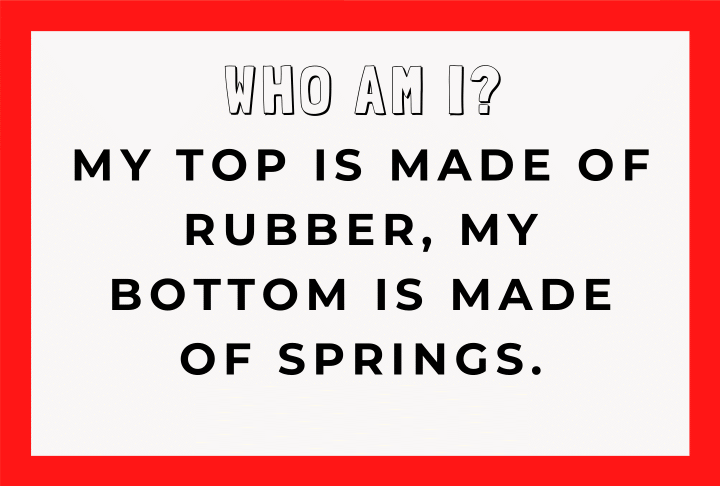 WHO AM I?
MY TOP IS MADE OF
RUBBER, MY
BOTTOM IS MADE
OF SPRINGS.